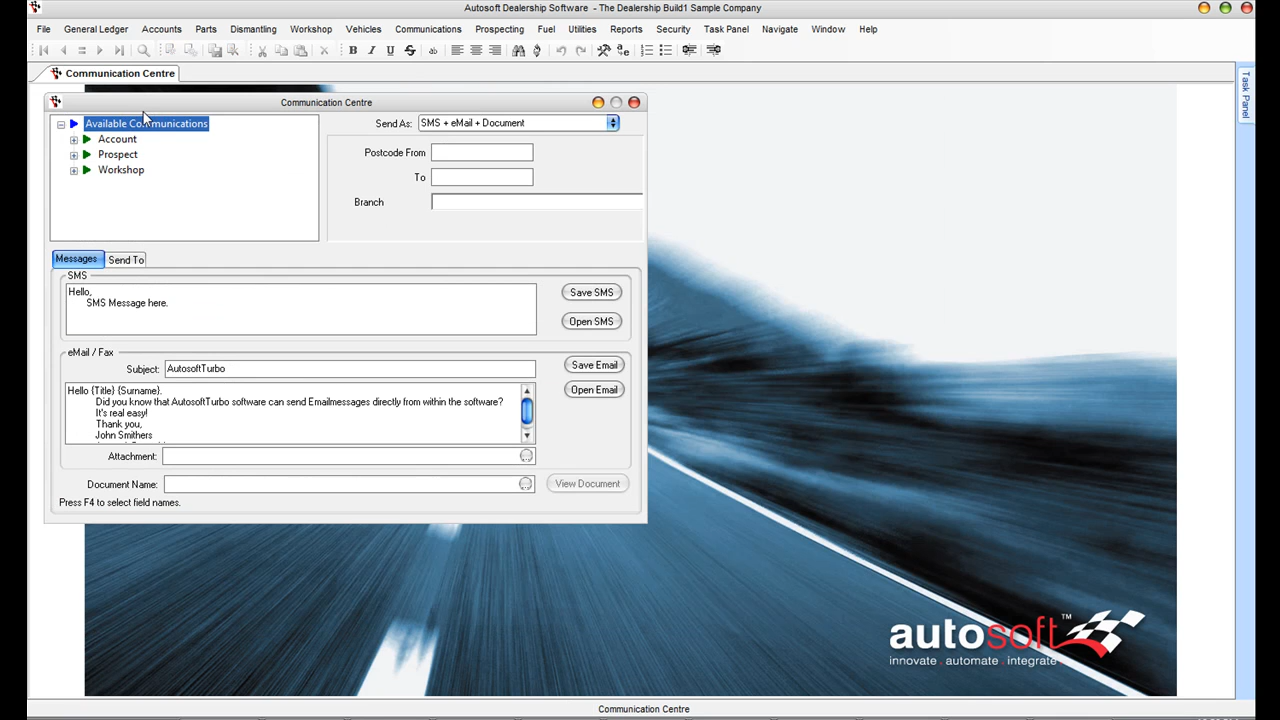 Autosoft Dealership Software - The Dealership Build1 Sample Company
File General Ledger Accounts Parts Dismantling Workshop Vehicles Communications Prospecting Fuel Utilities Reports Security Task Panel Navigate Window Help
Communication Centre
Task Panel
Communication Centre
Available Communications
Account
Prospect
Workshop
Send As: SMS + eMail + Document
Postcode From
To
Branch
Messages Send To
SMS
Hello,
SMS Message here.
Save SMS
Open SMS
eMail / Fax
Subject: AutosoftTurbo
Save Email
Open Email
Hello {Title} {Surname}.
Did you know that AutosoftTurbo software can send Emailmessages directly from within the software?
It's real easy!
Thank you,
John Smithers
Attachment:
Document Name:
View Document
Press F4 to select field names.
autosoft™
innovate . automate . integrate
Communication Centre